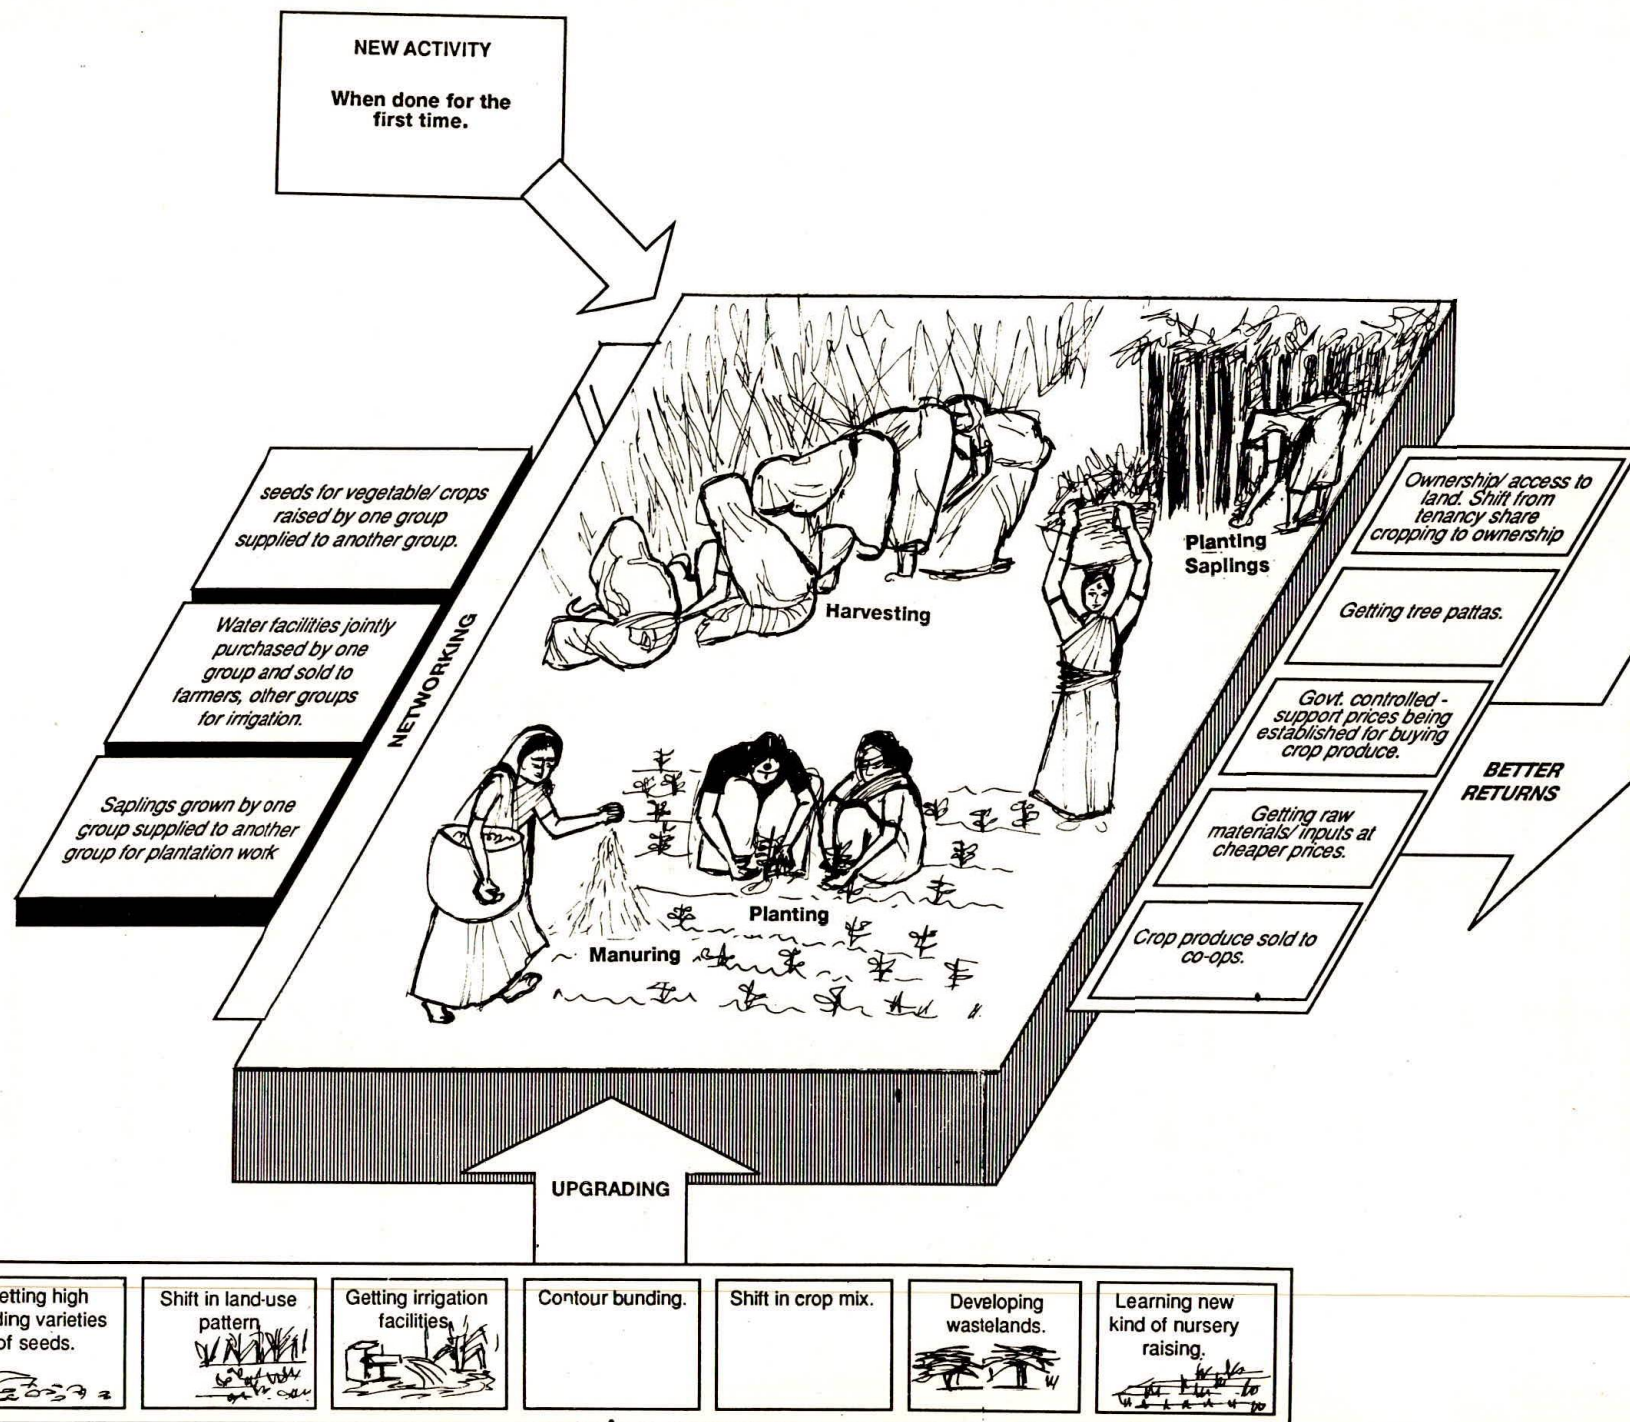 NEW ACTIVITY
When done for the
first time.
seeds for vegetable/ crops
raised by one group
supplied to another group.
Water facilities jointly
purchased by one
group and sold to
farmers, other groups
for irrigation.
Saplings grown by one
group supplied to another
group for plantation work
NETWORKING
Harvesting
Planting
Saplings
Planting
Manuring
Ownership/ access to
land. Shift from
tenancy share
cropping to ownership
Getting tree pattas.
Govt. controlled -
support prices being
established for buying
crop produce.
Getting raw
materials/ inputs at
cheaper prices.
Crop produce sold to
co-ops.
BETTER
RETURNS
UPGRADING
etting high
ding varieties
of seeds.
Shift in land-use
pattern
Getting irrigation
facilities.
Contour bunding.
Shift in crop mix.
Developing
wastelands.
Learning new
kind of nursery
raising.